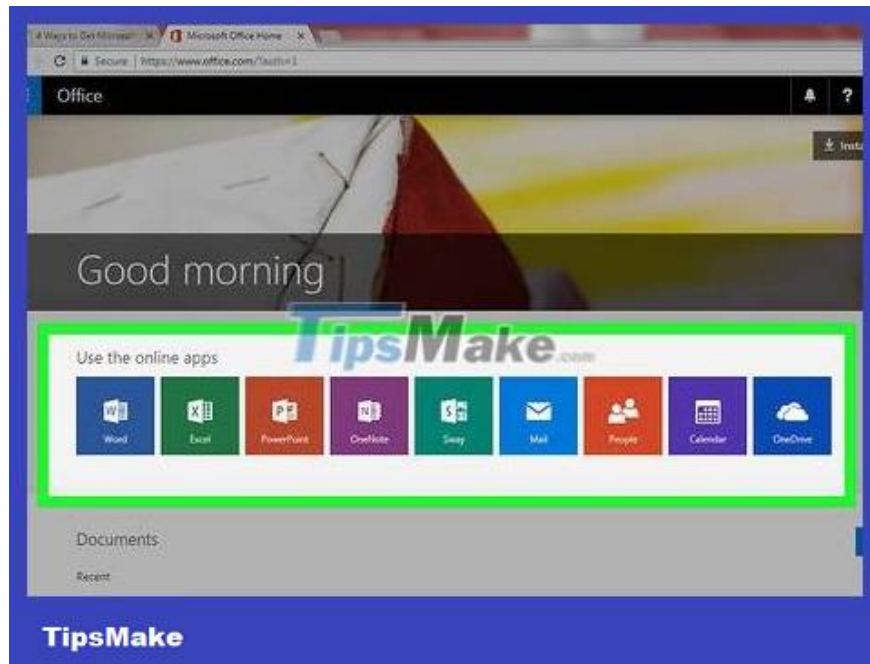 4 Ways to Get Microsoft
Microsoft Office Home
Secure | https://www.office.com/?auth=1
Office
?
Good morning
TipsMake.com
Use the online apps
Word Excel PowerPoint OneNote Sway Mail People Calendar OneDrive
Documents
Recent
TipsMake